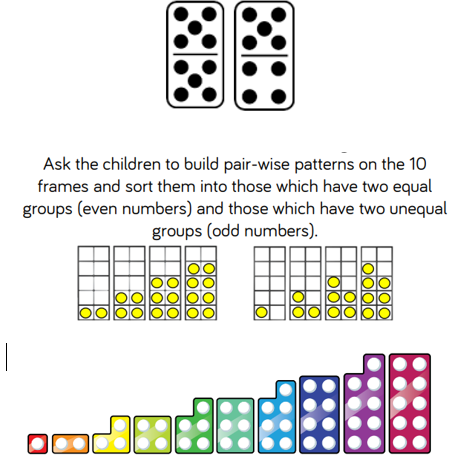 Ask the children to build pair-wise patterns on the 10
frames and sort them into those which have two equal
groups (even numbers) and those which have two unequal
groups (odd numbers).